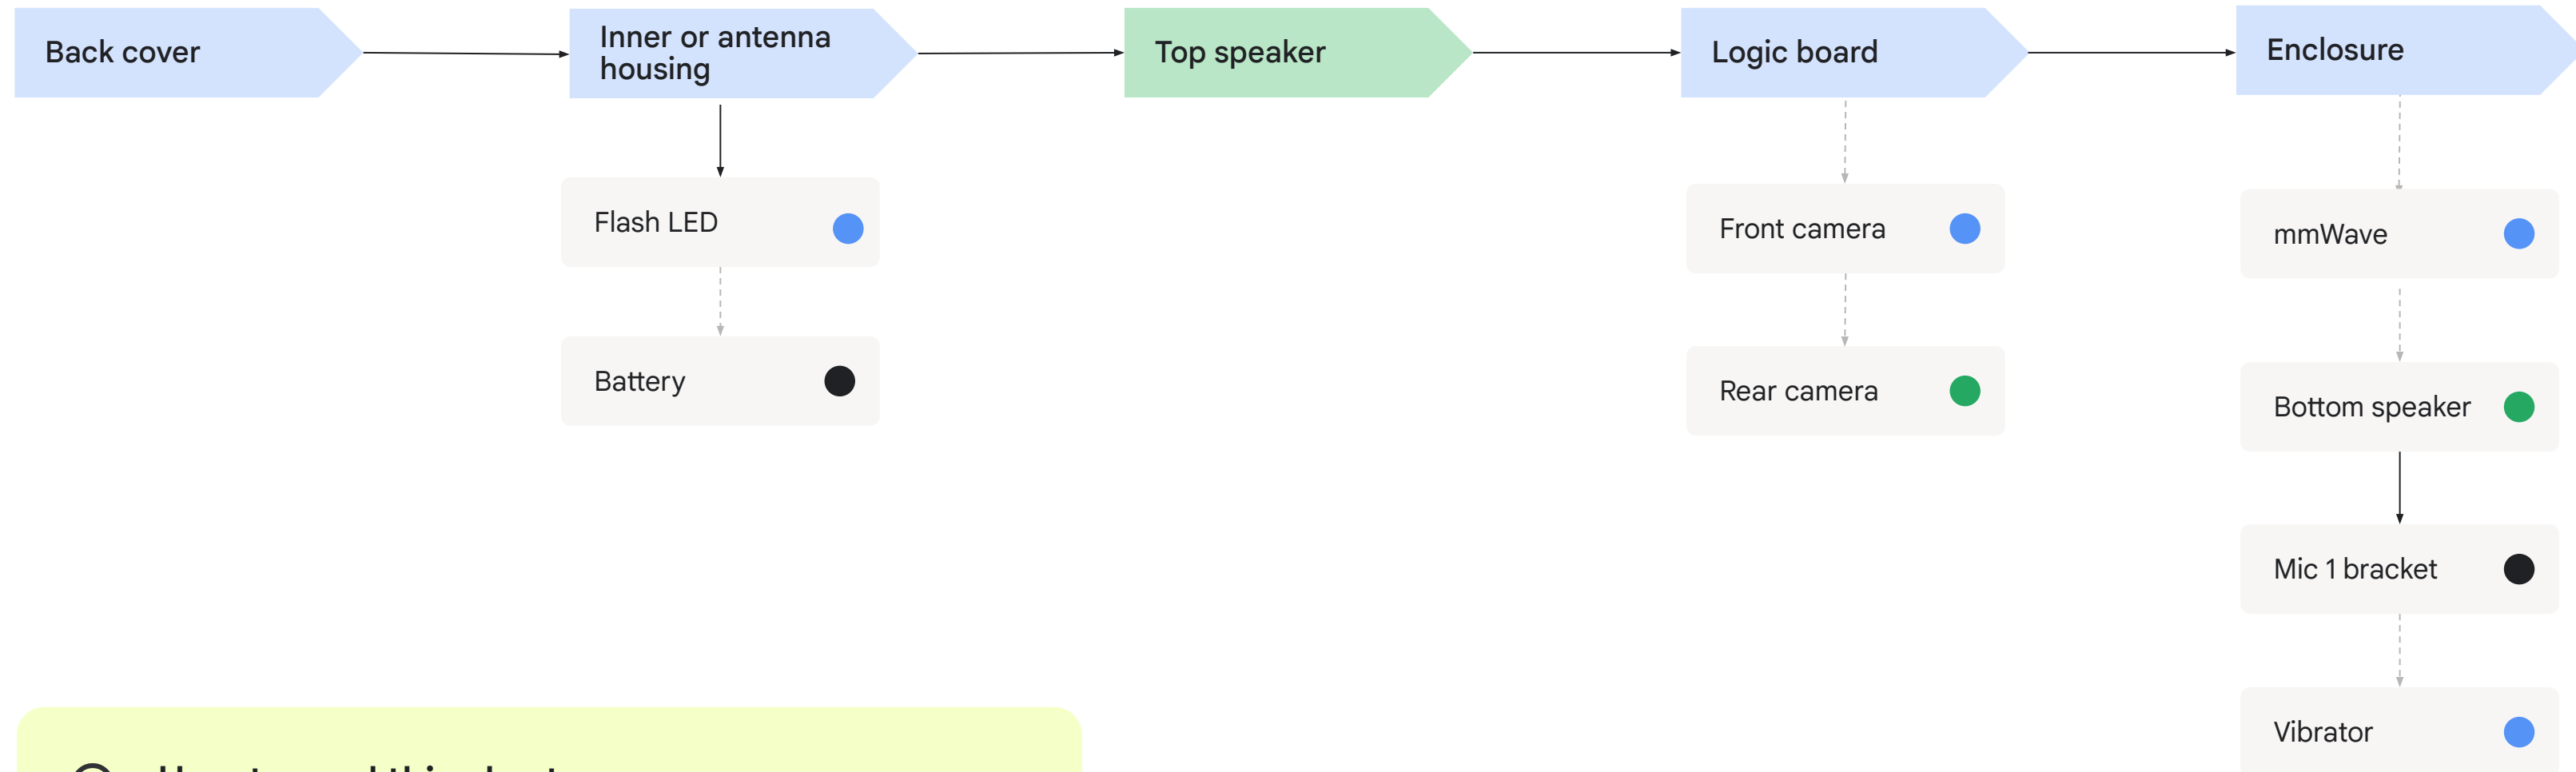 Back cover
Inner or antenna
housing
Top speaker
Logic board
Enclosure
Flash LED
Battery
Front camera
Rear camera
mmWave
Bottom speaker
Mic 1 bracket
Vibrator